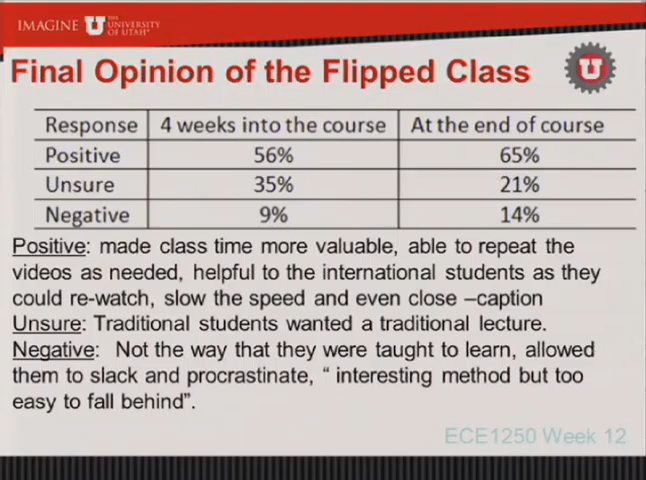 IMAGINE U THE UNIVERSITY OF UTAH
Final Opinion of the Flipped Class
U
Response 4 weeks into the course At the end of course
Positive 56% 65%
Unsure 35% 21%
Negative 9% 14%
Positive: made class time more valuable, able to repeat the
videos as needed, helpful to the international students as they
could re-watch, slow the speed and even close –caption
Unsure: Traditional students wanted a traditional lecture.
Negative: Not the way that they were taught to learn, allowed
them to slack and procrastinate, “ interesting method but too
easy to fall behind”.
ECE1250 Week 12